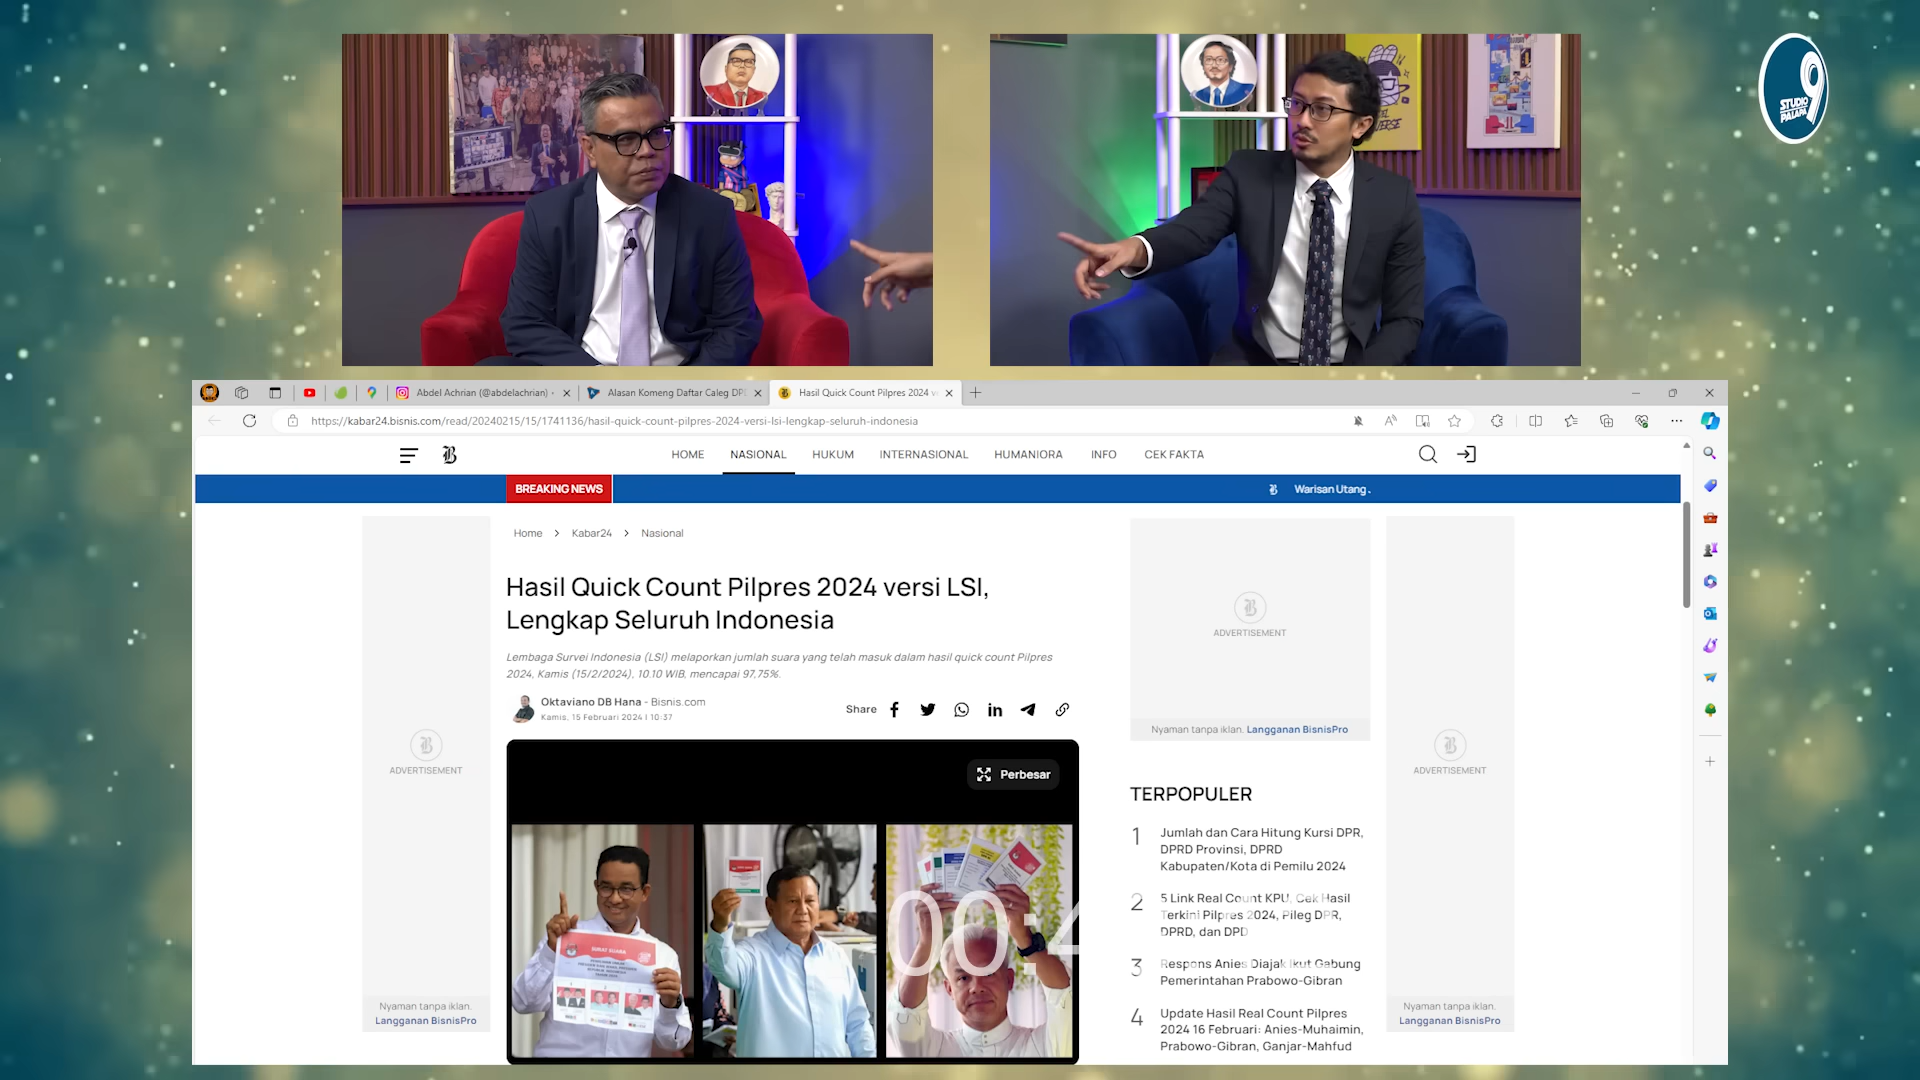 STUDIO
PALAPA
9
Abdel Achrian (@abdelachrian) ·
Alasan Komeng Daftar Caleg DP
Hasil Quick Count Pilpres 2024 v
https://kabar24.bisnis.com/read/20240215/15/1741136/hasil-quick-count-pilpres-2024-versi-lsi-lengkap-seluruh-indonesia
HOME NASIONAL HUKUM INTERNASIONAL HUMANIORA INFO CEK FAKTA
BREAKING NEWS
Warisan Utang
Home > Kabar24 > Nasional
Hasil Quick Count Pilpres 2024 versi LSI,
Lengkap Seluruh Indonesia
Lembaga Survei Indonesia (LSI) melaporkan jumlah suara yang telah masuk dalam hasil quick count Pilpres
2024, Kamis (15/2/2024), 10.10 WIB, mencapai 97,75%.
Oktaviano DB Hana - Bisnis.com
Kamis, 15 Februari 2024 | 10:37
Share
Perbesar
SURAT SUARA
00:4
ADVERTISEMENT
Nyaman tanpa iklan.
Langganan BisnisPro
ADVERTISEMENT
Nyaman tanpa iklan. Langganan BisnisPro
TERPOPULER
1
Jumlah dan Cara Hitung Kursi DPR,
DPRD Provinsi, DPRD
Kabupaten/Kota di Pemilu 2024
2
5 Link Real Count KPU, Cek Hasil
Terkini Pilpres 2024, Pileg DPR,
DPRD, dan DPD
3
Respons Anies Diajak Ikut Gabung
Pemerintahan Prabowo-Gibran
4
Update Hasil Real Count Pilpres
2024 16 Februari: Anies-Muhaimin,
Prabowo-Gibran, Ganjar-Mahfud
ADVERTISEMENT
Nyaman tanpa iklan.
Langganan BisnisPro